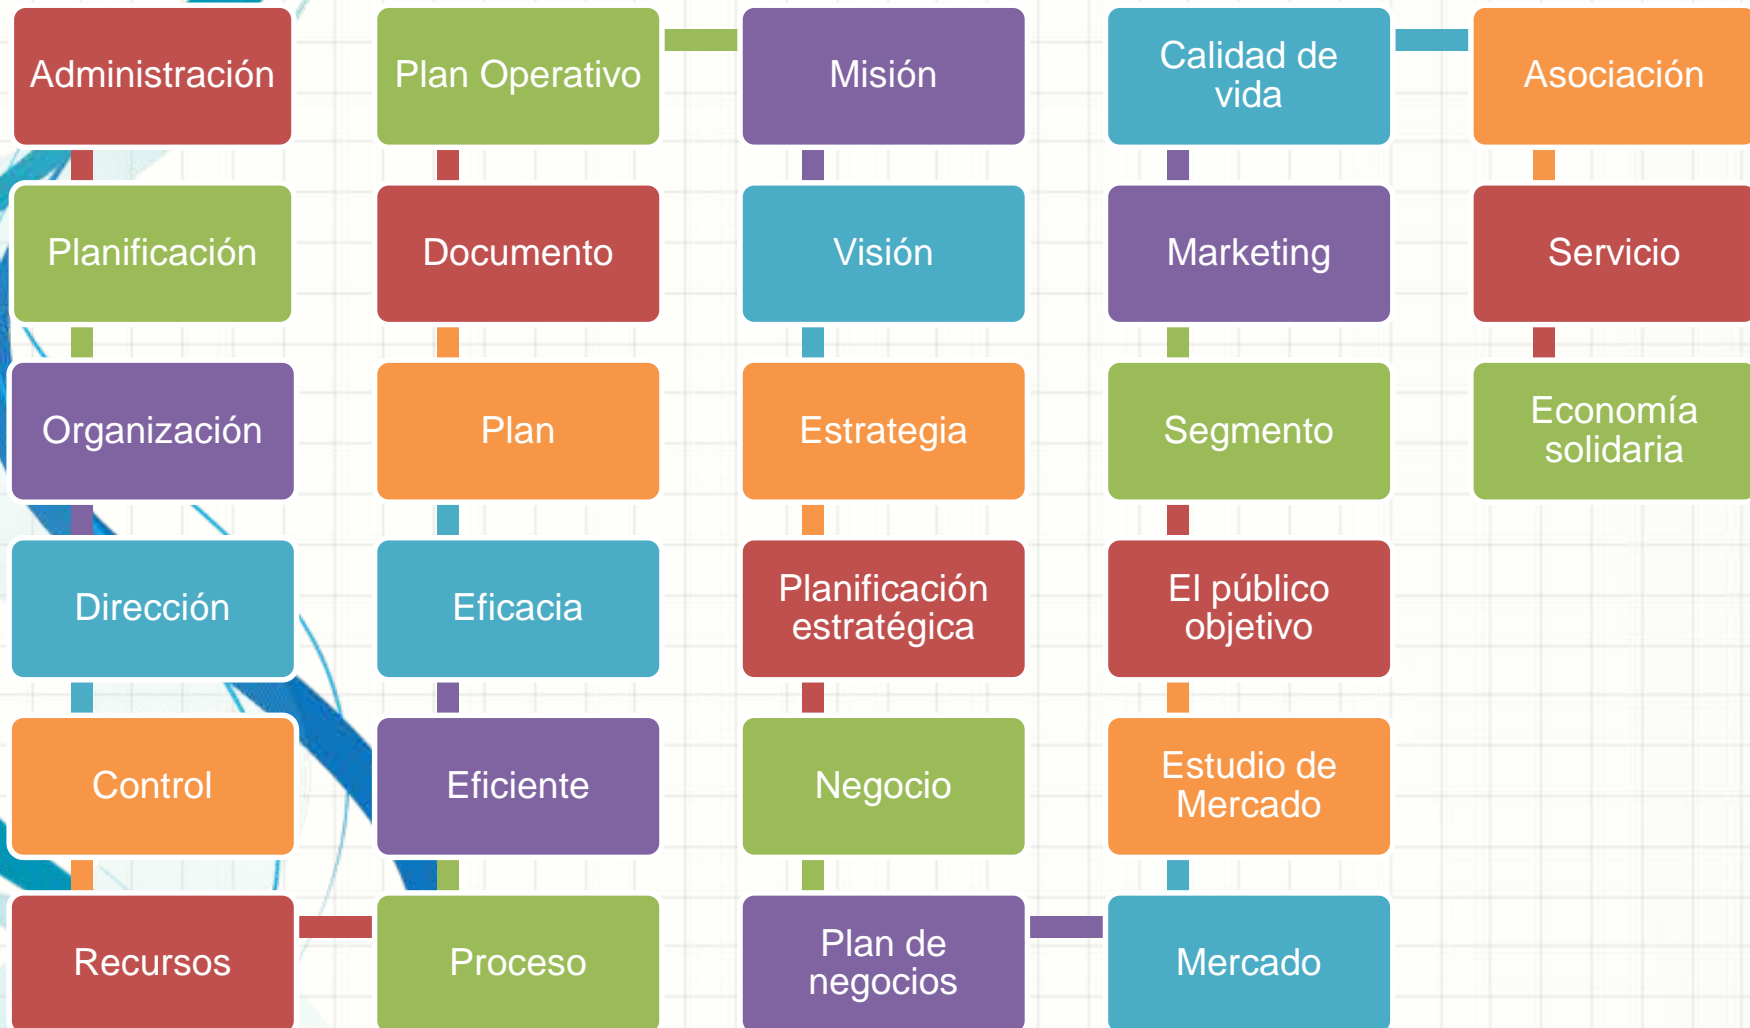 Administración
Planificación
Organización
Dirección
Control
Recursos
Proceso
Eficiente
Eficacia
Plan
Documento
Plan Operativo
Misión
Visión
Estrategia
Planificación
estratégica
Negocio
Plan de
negocios
Mercado
Estudio de
Mercado
El público
objetivo
Segmento
Marketing
Calidad de
vida
Asociación
Servicio
Economía
solidaria